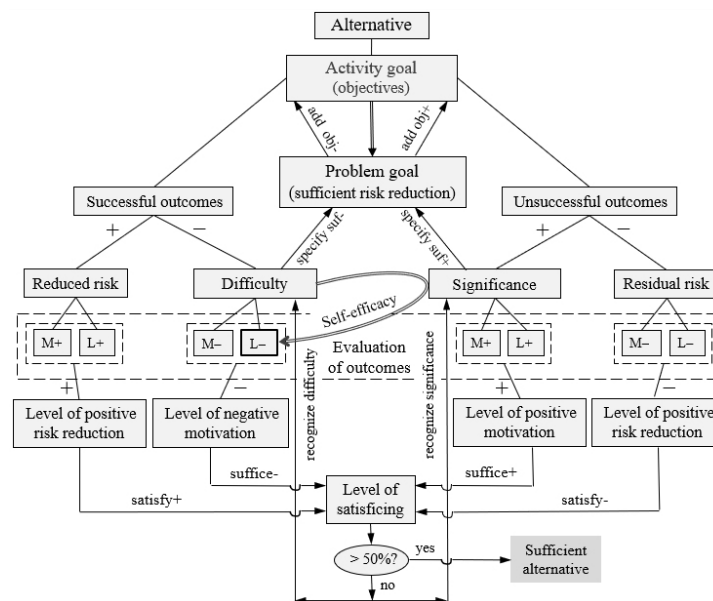 Alternative
Activity goal
(objectives)
add obj-
add obj+
Problem goal
(sufficient risk reduction)
Successful outcomes
Unsuccessful outcomes
+
−
+
−
specify suf-
specify suf+
Reduced risk
Difficulty
Significance
Residual risk
Self-efficacy
M+
L+
M−
L−
M+
L+
M−
L−
Evaluation
of outcomes
+
−
+
−
recognize difficulty
recognize significance
Level of positive
risk reduction
Level of negative
motivation
Level of positive
motivation
Level of positive
risk reduction
suffice-
suffice+
satisfy+
satisfy-
Level of
satisficing
> 50%?
yes
no
Sufficient
alternative